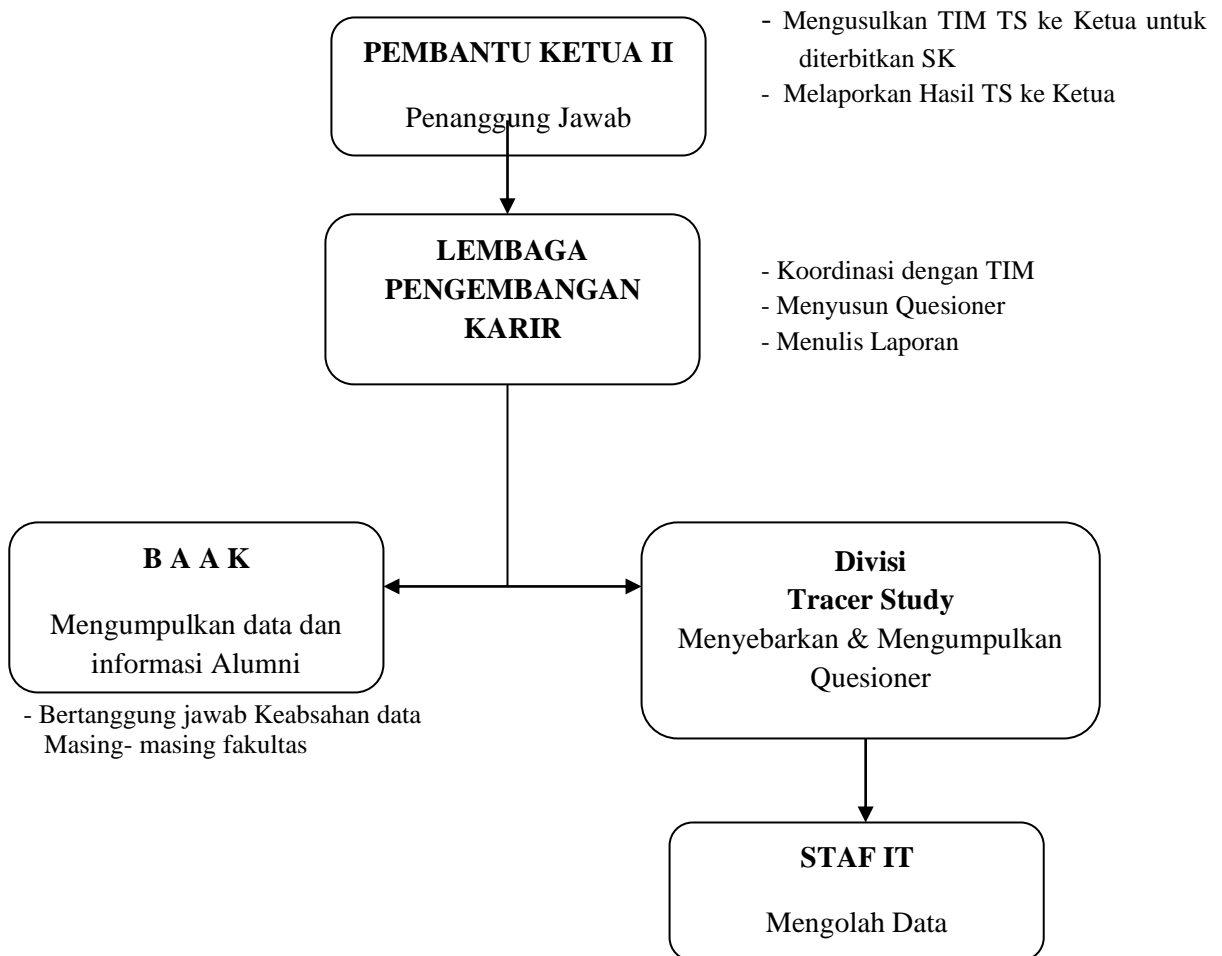 PEMBANTU KETUA II
Penanggung Jawab
- Mengusulkan TIM TS ke Ketua untuk
diterbitkan SK
- Melaporkan Hasil TS ke Ketua
LEMBAGA
PENGEMBANGAN
KARIR
- Koordinasi dengan TIM
- Menyusun Quesioner
- Menulis Laporan
B A A K
Mengumpulkan data dan
informasi Alumni
- Bertanggung jawab Keabsahan data
Masing- masing fakultas
Divisi
Tracer Study
Menyebarkan & Mengumpulkan
Quesioner
STAF IT
Mengolah Data